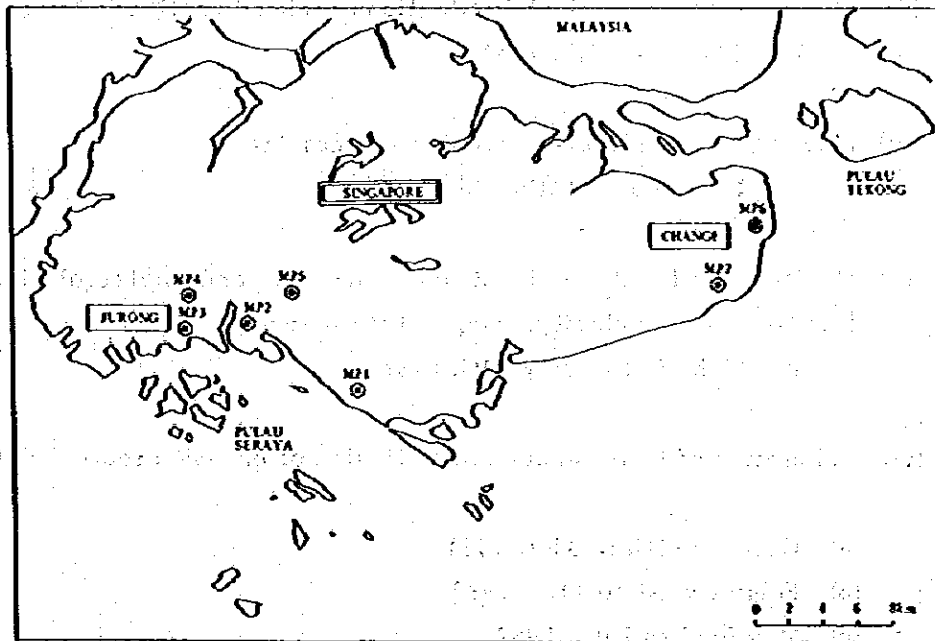 MALAYSIA
PULAU
TEKONG
SINGAPORE
MP6
CHANGI
MP7
MP4
MP5
JURONG
MP3
MP2
MP1
PULAU
SERAYA
0 2 4 6 8km